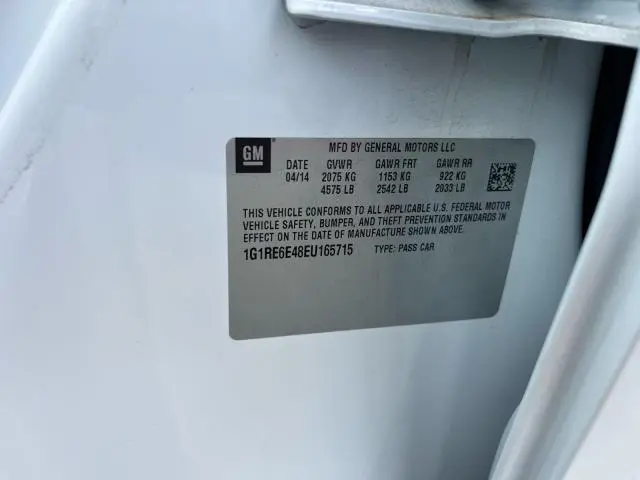 GM
MFD BY GENERAL MOTORS LLC
DATE GVWR GAWR FRT GAWR RR
04/14 2075 KG 1153 KG 922 KG
4575 LB 2542 LB 2033 LB
THIS VEHICLE CONFORMS TO ALL APPLICABLE U.S. FEDERAL MOTOR
VEHICLE SAFETY, BUMPER, AND THEFT PREVENTION STANDARDS IN
EFFECT ON THE DATE OF MANUFACTURE SHOWN ABOVE.
1G1RE6E48EU165715 TYPE: PASS CAR